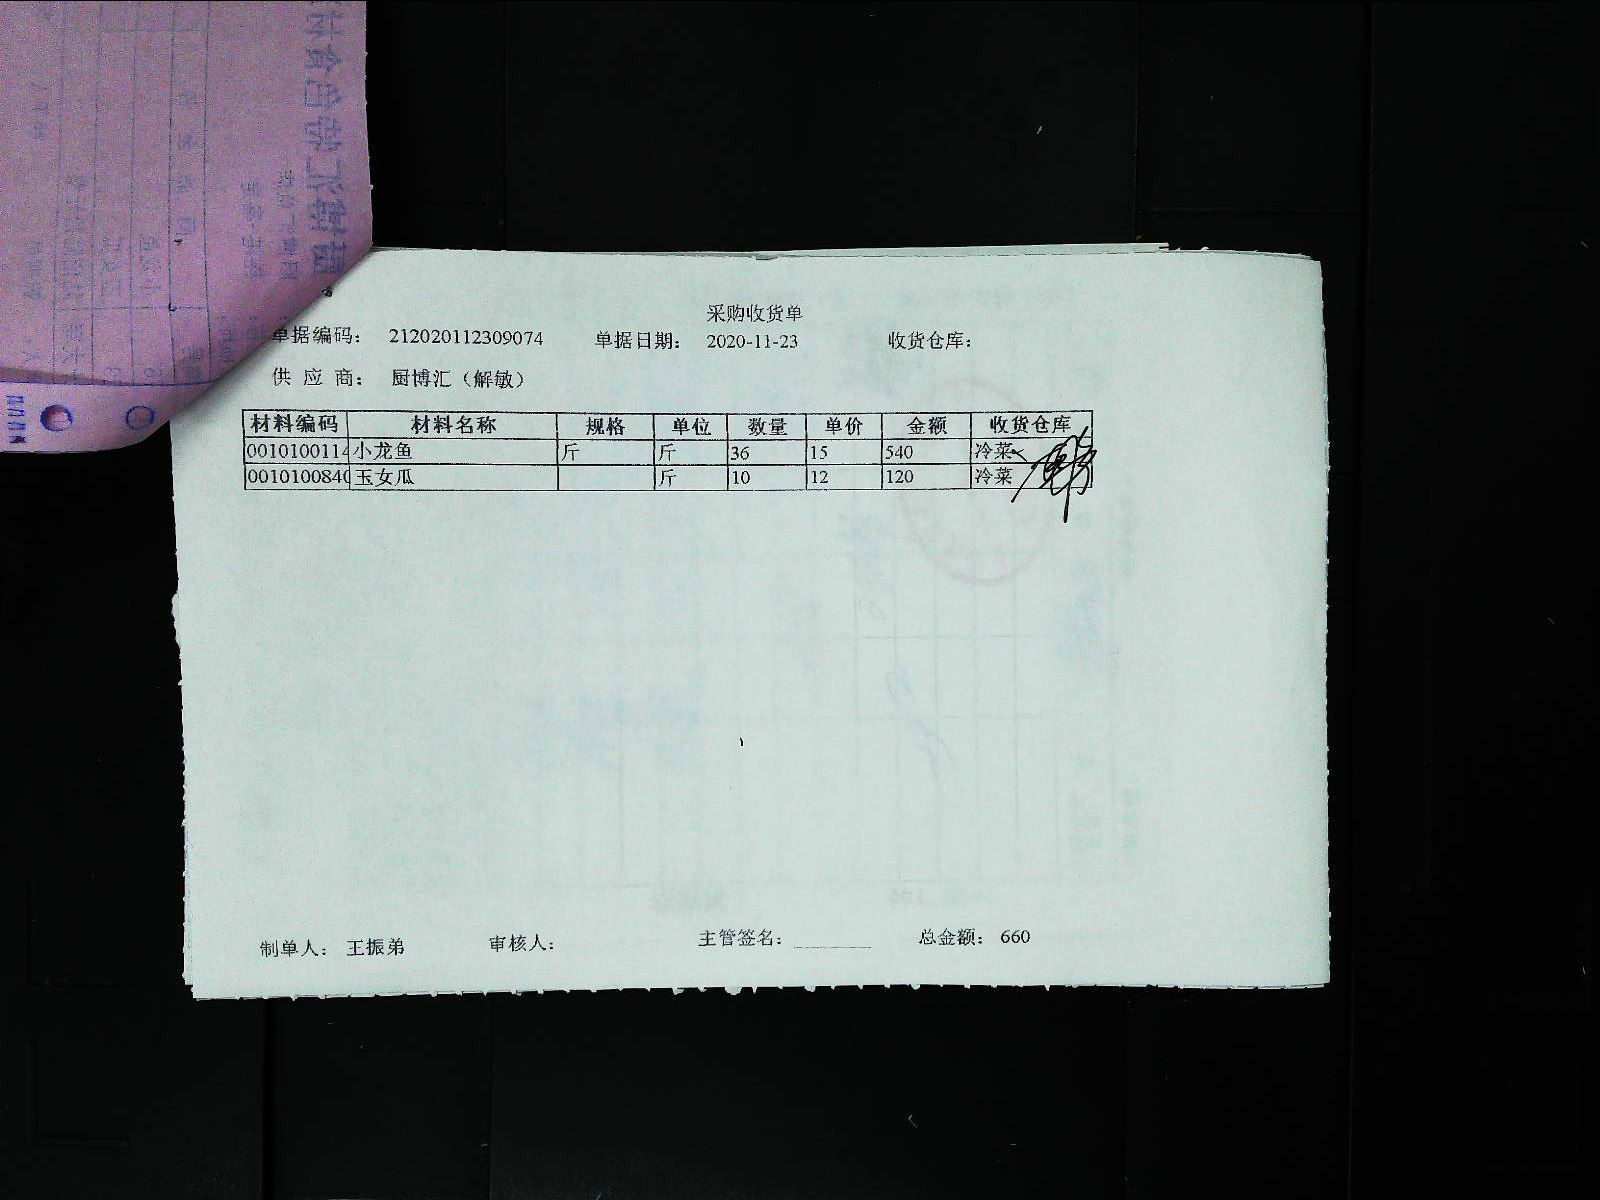 采购收货单
单据编码： 212020112309074 单据日期： 2020-11-23 收货仓库：
供应商： 厨博汇（解敏）
材料编码 材料名称 规格 单位 数量 单价 金额 收货仓库
0010100114 小龙鱼 斤 斤 36 15 540 冷菜
001010084 玉女瓜 斤 10 12 120 冷菜
制单人： 王振弟 审核人： 主管签名： ________ 总金额： 660